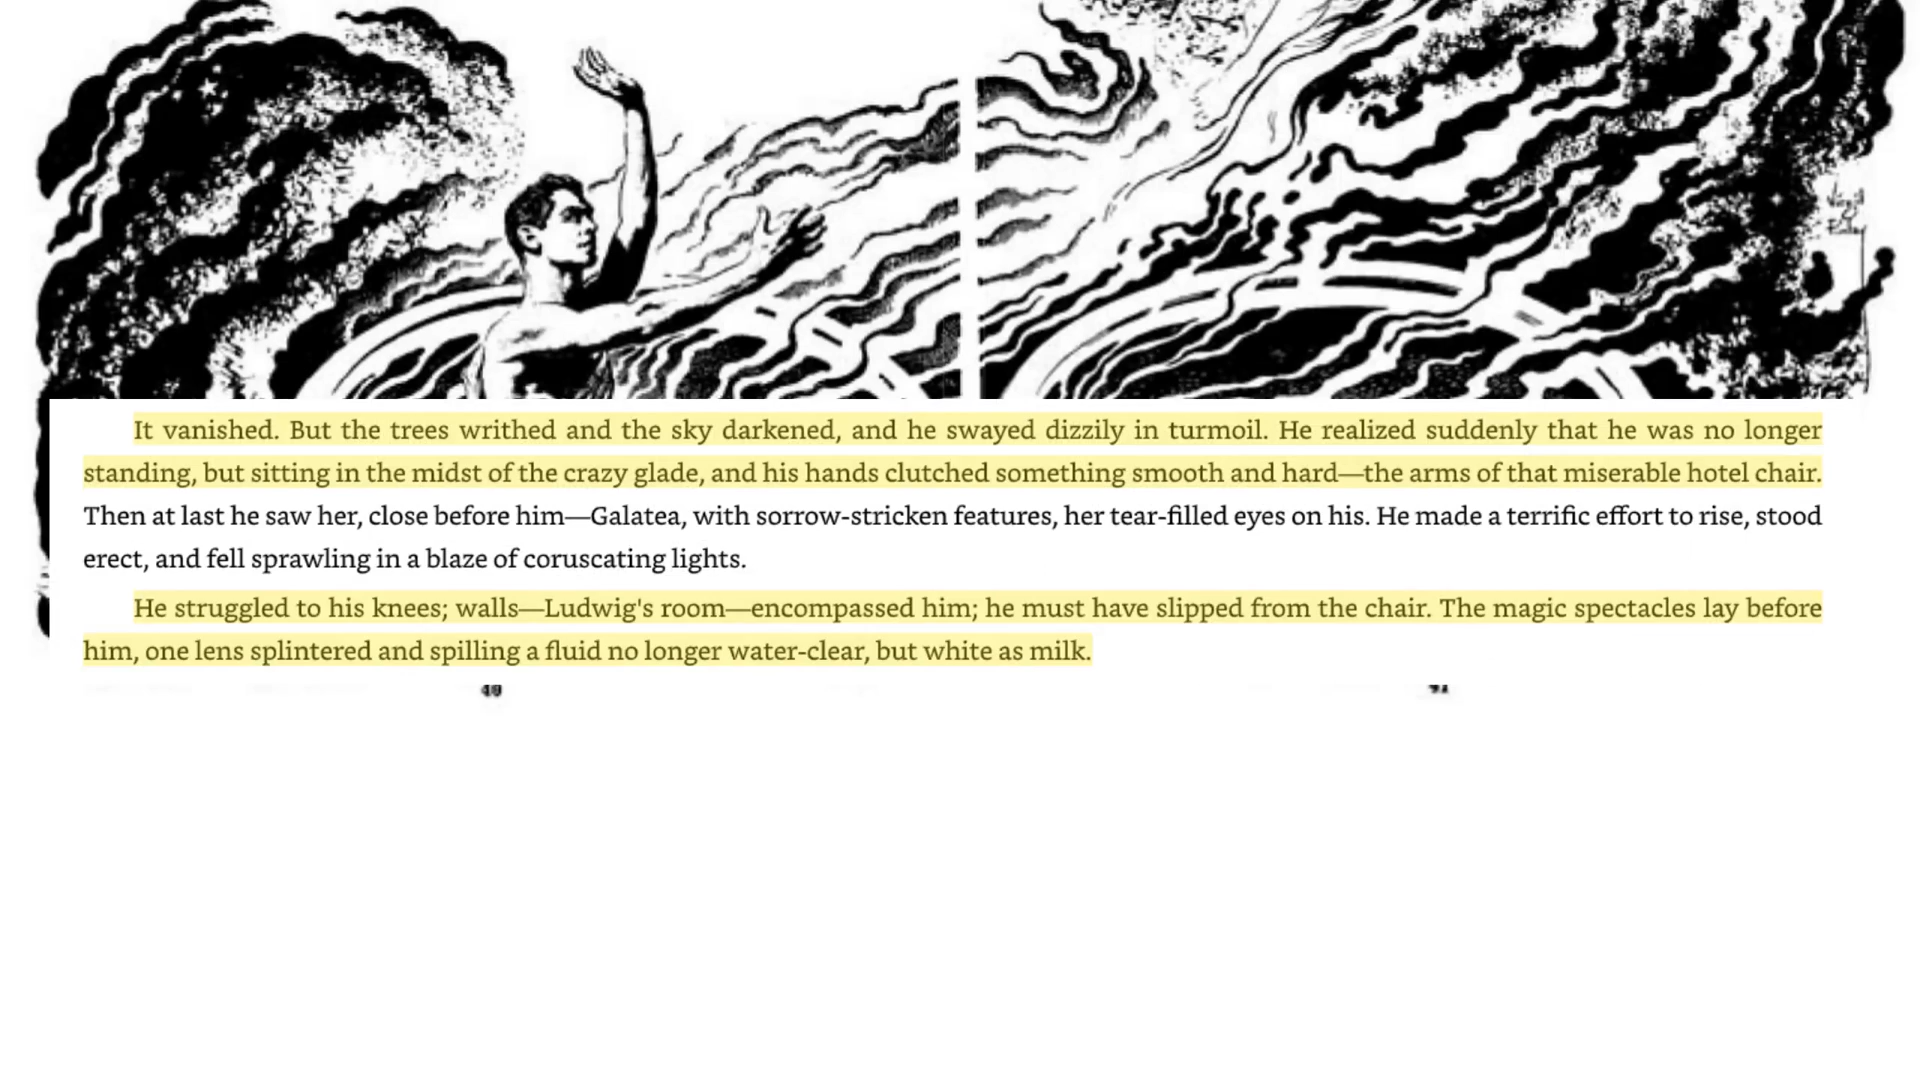 It vanished. But the trees writhed and the sky darkened, and he swayed dizzily in turmoil. He realized suddenly that he was no longer
standing, but sitting in the midst of the crazy glade, and his hands clutched something smooth and hard—the arms of that miserable hotel chair.
Then at last he saw her, close before him—Galatea, with sorrow-stricken features, her tear-filled eyes on his. He made a terrific effort to rise, stood
erect, and fell sprawling in a blaze of coruscating lights.
He struggled to his knees; walls—Ludwig's room—encompassed him; he must have slipped from the chair. The magic spectacles lay before
him, one lens splintered and spilling a fluid no longer water-clear, but white as milk.